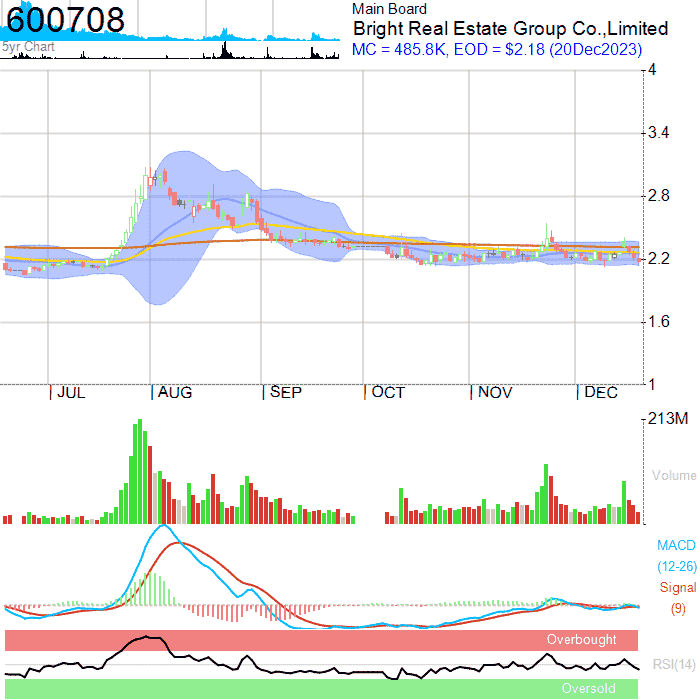 600708
Main Board
Bright Real Estate Group Co.,Limited
5yr Chart
MC = 485.8K, EOD = $2.18 (20Dec2023)
4
3.4
2.8
2.2
1.6
1
JUL AUG SEP OCT NOV DEC
213M
Volume
MACD
(12-26)
Signal
(9)
Overbought
RSI(14)
Oversold